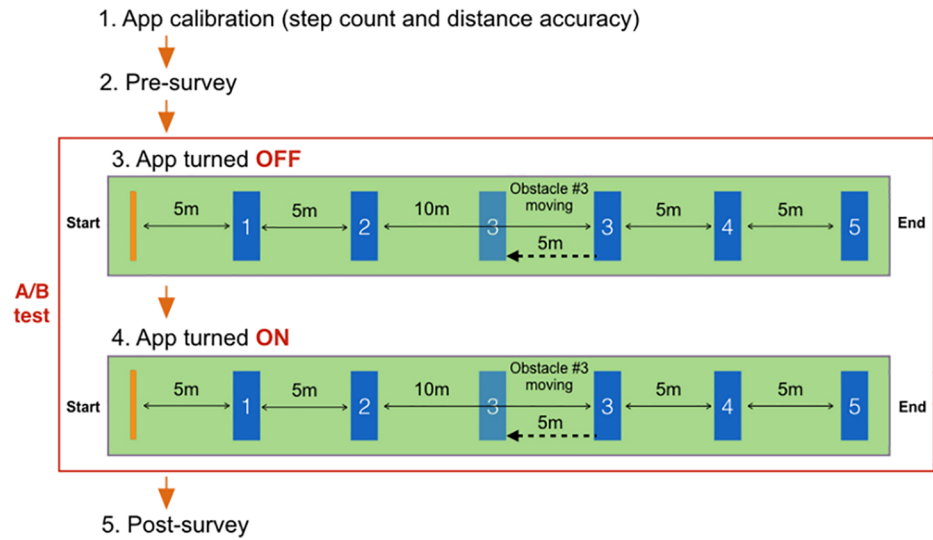 1. App calibration (step count and distance accuracy)
2. Pre-survey
3. App turned OFF
Obstacle #3
moving
5m 5m 10m 5m 5m
Start 1 2 3 3 4 5 End
5m
A/B
test
4. App turned ON
Obstacle #3
moving
5m 5m 10m 5m 5m
Start 1 2 3 3 4 5 End
5m
5. Post-survey